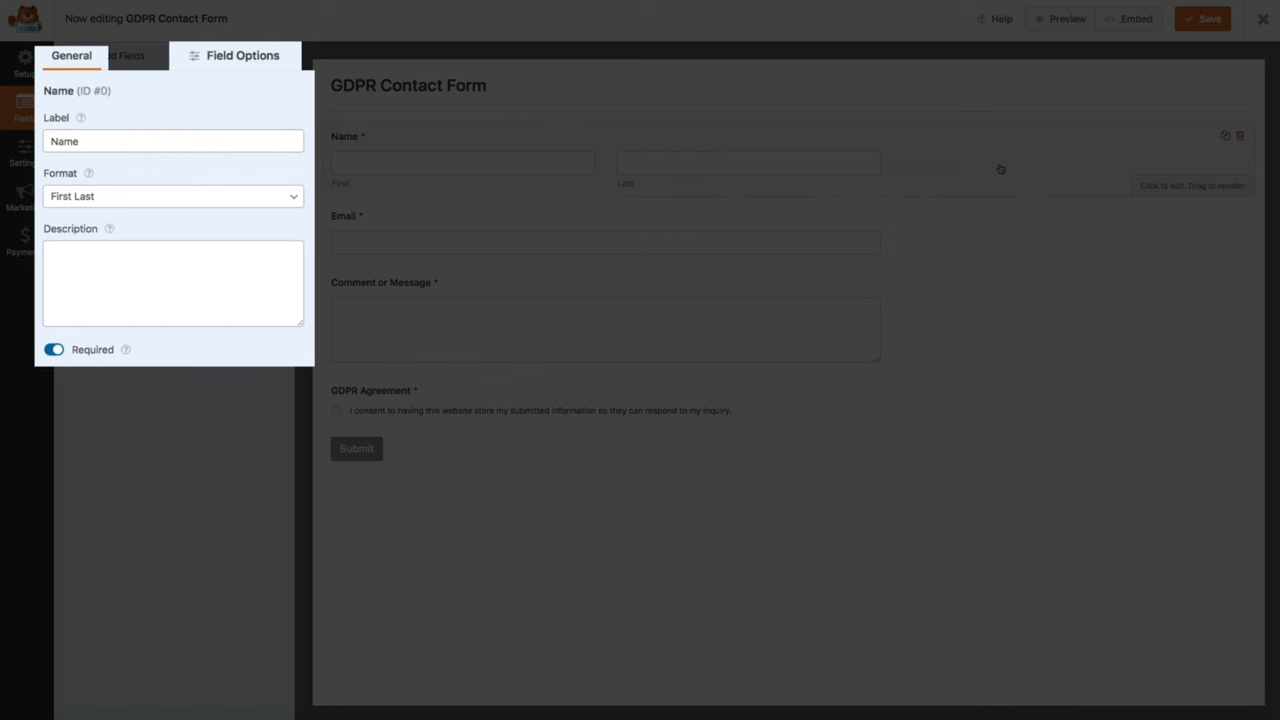 Now editing GDPR Contact Form
Help
Preview
Embed
Save
General
d Fields
Field Options
Setup
Fields
Setting
Market
Paymen
Name (ID #0)
Label
Name
Format
First Last
Description
Required
GDPR Contact Form
Name *
First
Last
Click to edit. Drag to reorder.
Email *
Comment or Message *
GDPR Agreement *
I consent to having this website store my submitted information so they can respond to my inquiry.
Submit